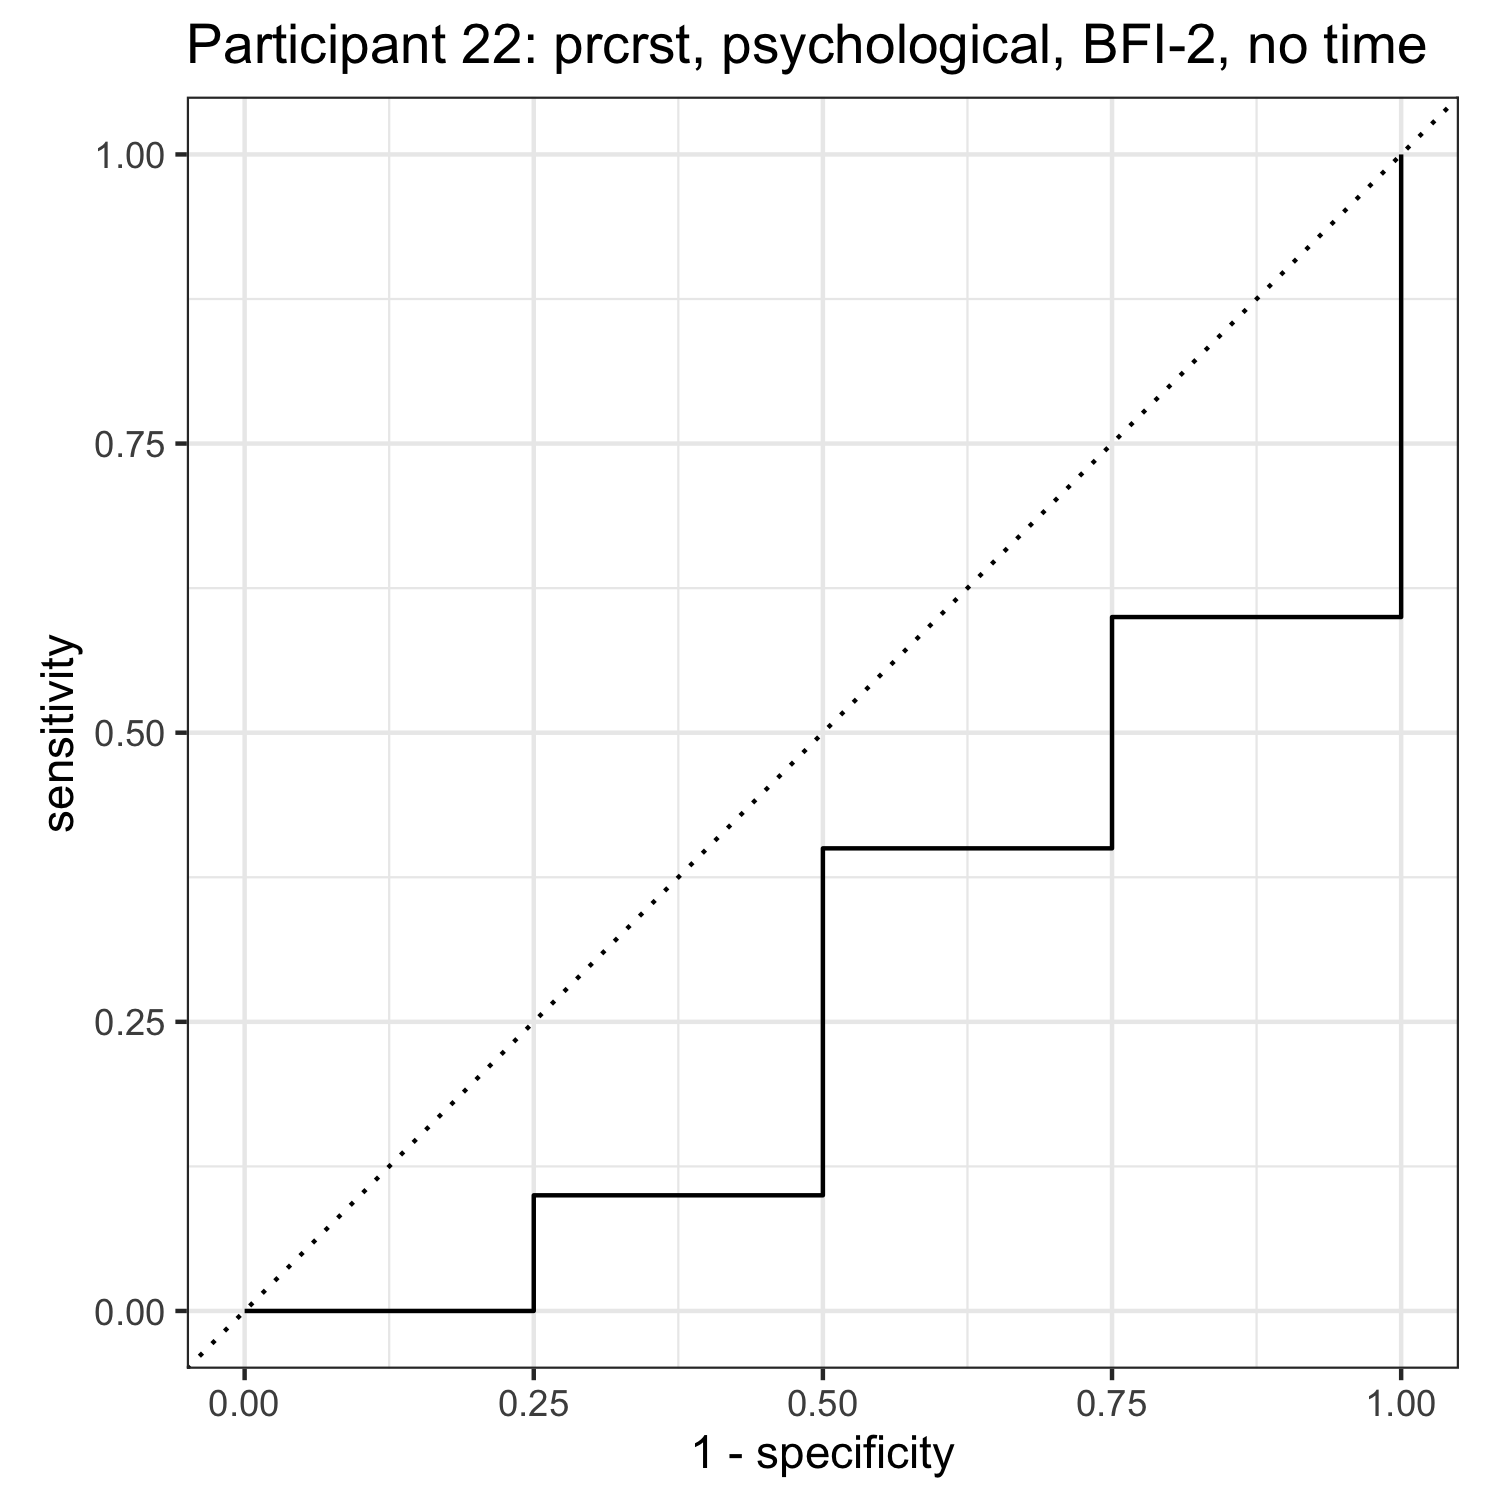 Participant 22: prcrst, psychological, BFI-2, no time
sensitivity
1.00
0.75
0.50
0.25
0.00
0.00 0.25 0.50 0.75 1.00
1 - specificity